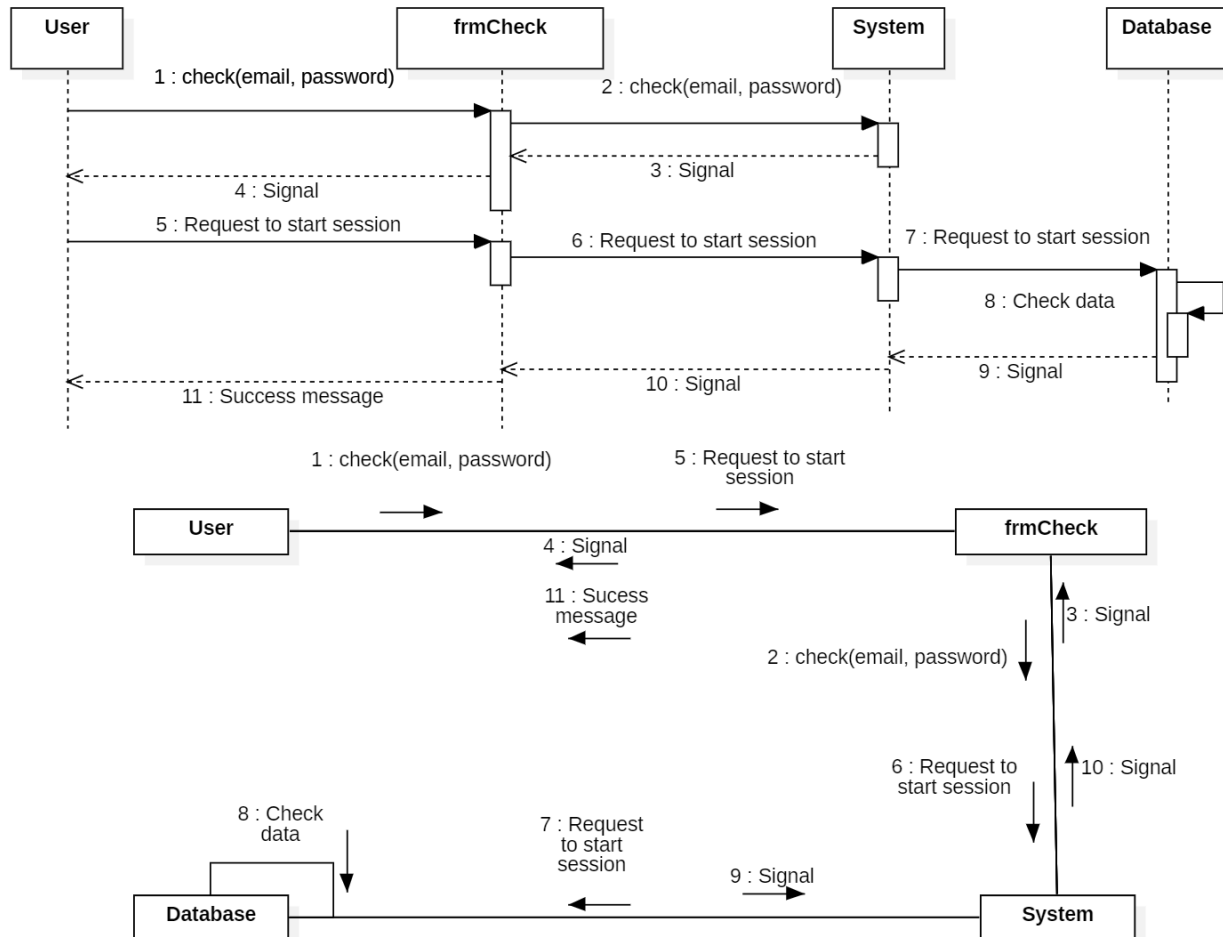 User
frmCheck
System
Database
1 : check(email, password)
2 : check(email, password)
3 : Signal
4 : Signal
5 : Request to start session
6 : Request to start session
7 : Request to start session
8 : Check data
9 : Signal
10 : Signal
11 : Success message
1 : check(email, password)
5 : Request to start
session
User
frmCheck
4 : Signal
11 : Sucess
message
3 : Signal
2 : check(email, password)
6 : Request to
start session
10 : Signal
8 : Check
data
7 : Request
to start
session
9 : Signal
Database
System